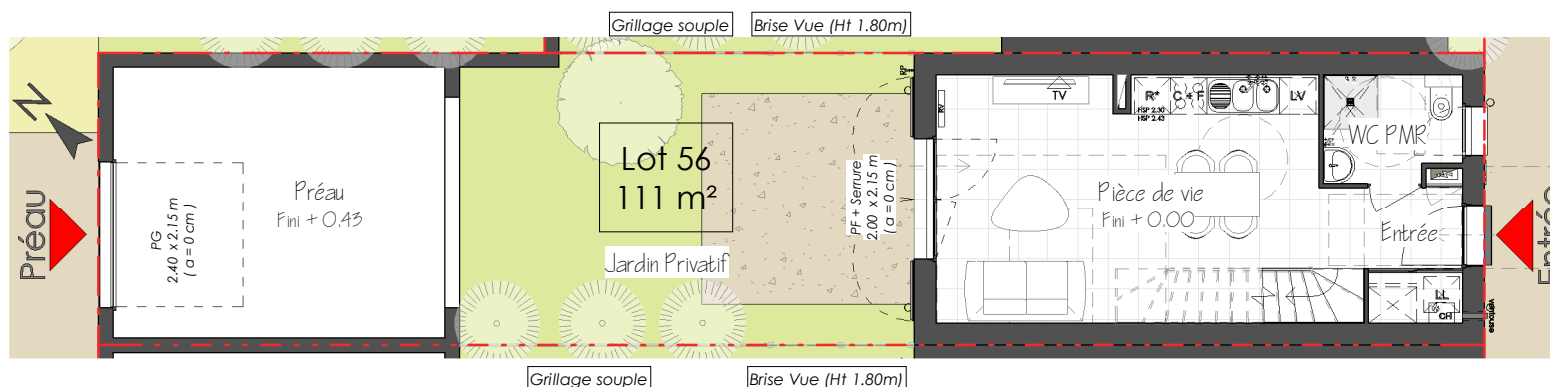 Grillage souple
Brise Vue (Ht 1.80m)
N
Préau
PG
2.40 x 2.15 m
( a = 0 cm )
Préau
Fini + 0.43
Lot 56
111 m²
Jardin Privatif
RP
PF + Serrure
2.00 x 2.15 m
( a = 0 cm )
RV
TV
R*
C + F
LV
HSP 2.30
HSP 2.43
WC PMR
Pièce de vie
Fini + 0.00
Entrée
LL
CH
ventouse
Entrée
Grillage souple
Brise Vue (Ht 1.80m)